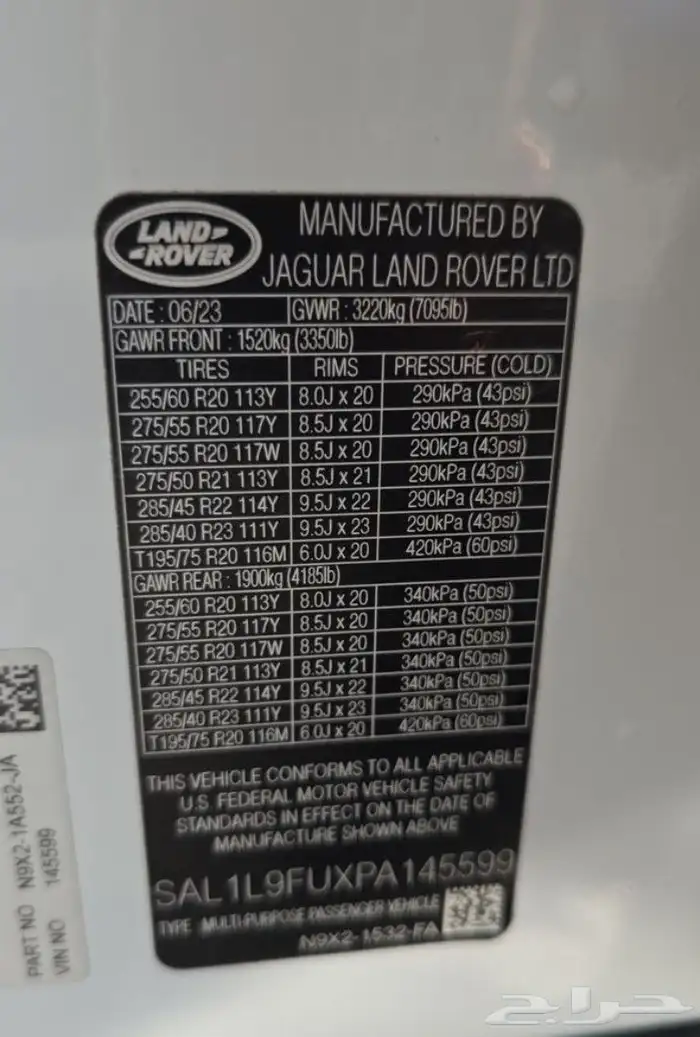 LAND-
-ROVER
MANUFACTURED BY
JAGUAR LAND ROVER LTD
DATE : 06/23 GVWR : 3220kg (7095lb)
GAWR FRONT : 1520kg (3350lb)
TIRES RIMS PRESSURE (COLD)
255/60 R20 113Y 8.0J x 20 290kPa (43psi)
275/55 R20 117Y 8.5J x 20 290kPa (43psi)
275/55 R20 117W 8.5J x 20 290kPa (43psi)
275/50 R21 113Y 8.5J x 21 290kPa (43psi)
285/45 R22 114Y 9.5J x 22 290kPa (43psi)
285/40 R23 111Y 9.5J x 23 290kPa (43psi)
T195/75 R20 116M 6.0J x 20 420kPa (60psi)
GAWR REAR : 1900kg (4185lb)
255/60 R20 113Y 8.0J x 20 340kPa (50psi)
275/55 R20 117Y 8.5J x 20 340kPa (50psi)
275/55 R20 117W 8.5J x 20 340kPa (50psi)
275/50 R21 113Y 8.5J x 21 340kPa (50psi)
285/45 R22 114Y 9.5J x 22 340kPa (50psi)
285/40 R23 111Y 9.5J x 23 340kPa (50psi)
T195/75 R20 116M 6.0J x 20 420kPa (60psi)
THIS VEHICLE CONFORMS TO ALL APPLICABLE
U.S. FEDERAL MOTOR VEHICLE SAFETY
STANDARDS IN EFFECT ON THE DATE OF
MANUFACTURE SHOWN ABOVE
SAL1L9FUXPA145599
TYPE MULTI-PURPOSE PASSENGER VEHICLE
N9X2-1532-FA
PART NO N9X2-1A552-JA
VIN NO 145599
حراج